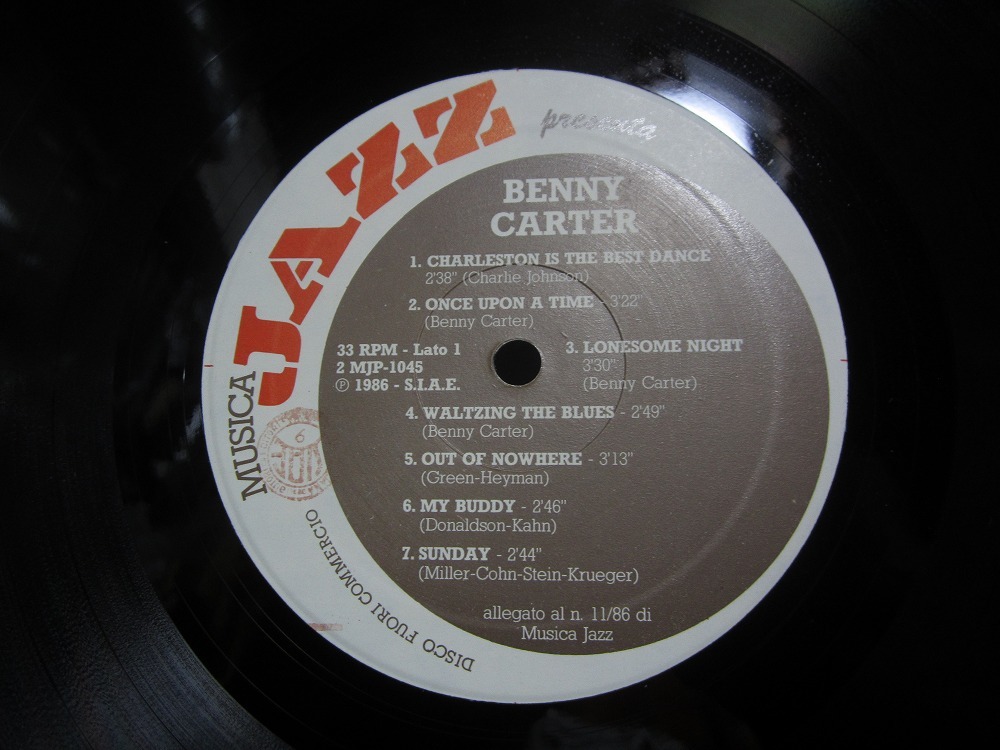 MUSICA JAZZ presenta
BENNY
CARTER
1. CHARLESTON IS THE BEST DANCE
2'38" (Charlie Johnson)
2. ONCE UPON A TIME - 3'22"
(Benny Carter)
33 RPM - Lato 1
2 MJP-1045
℗ 1986 - S.I.A.E.
3. LONESOME NIGHT
3'30"
(Benny Carter)
4. WALTZING THE BLUES - 2'49"
(Benny Carter)
5. OUT OF NOWHERE - 3'13"
(Green-Heyman)
6. MY BUDDY - 2'46"
(Donaldson-Kahn)
7. SUNDAY - 2'44"
(Miller-Cohn-Stein-Krueger)
allegato al n. 11/86 di
Musica Jazz
DISCO FUORI COMMERCIO
6